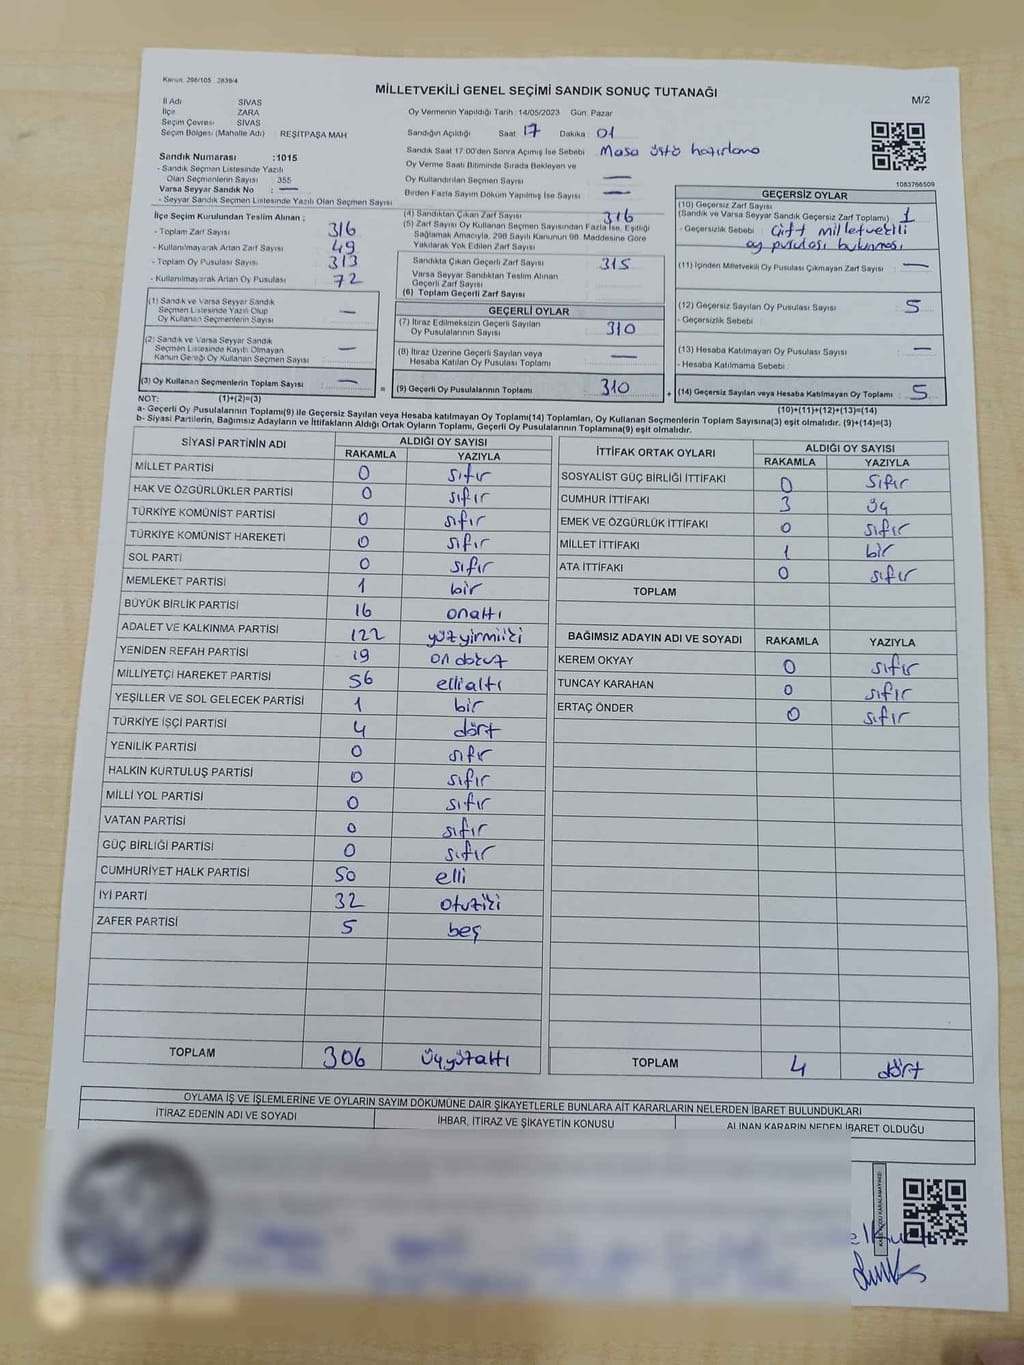 Kanun: 298/105 2839/4
MİLLETVEKİLİ GENEL SEÇİMİ SANDIK SONUÇ TUTANAĞI
M/2
İl Adı SİVAS
İlçe ZARA
Seçim Çevresi SİVAS
Seçim Bölgesi (Mahalle Adı) REŞİTPAŞA MAH
Oy Vermenin Yapıldığı Tarih : 14/05/2023 Gün: Pazar
Sandığın Açıldığı Saat 17 Dakika 01
Sandık Saat 17:00'den Sonra Açımış İse Sebebi Masa üstü hazırlama
Oy Verme Saati Bitiminde Sırada Bekleyen ve
Oy Kullandırılan Seçmen Sayısı —
Birden Fazla Sayım Döküm Yapılmış İse Sayısı —
1083766509
Sandık Numarası :1015
- Sandık Seçmen Listesinde Yazılı
Olan Seçmenlerin Sayısı 355
Varsa Seyyar Sandık No : —
- Seyyar Sandık Seçmen Listesinde Yazılı Olan Seçmen Sayısı
İlçe Seçim Kurulundan Teslim Alınan ;
- Toplam Zarf Sayısı 316
- Kullanılmayarak Artan Zarf Sayısı 49
- Toplam Oy Pusulası Sayısı 313
- Kullanılmayarak Artan Oy Pusulası 72
(1) Sandık ve Varsa Seyyar Sandık
Seçmen Listesinde Yazılı Olup
Oy Kullanan Seçmenlerin Sayısı —
(2) Sandık ve Varsa Seyyar Sandık
Seçmen Listesinde Kayıtlı Olmayan
Kanun Gereği Oy Kullanan Seçmen Sayısı —
(3) Oy Kullanan Seçmenlerin Toplam Sayısı —
(1)+(2)=(3)
(4) Sandıktan Çıkan Zarf Sayısı 316
(5) Zarf Sayısı Oy Kullanan Seçmen Sayısından Fazla İse, Eşitliği
Sağlamak Amacıyla, 298 Sayılı Kanunun 98. Maddesine Göre
Yakılarak Yok Edilen Zarf Sayısı
Sandıkta Çıkan Geçerli Zarf Sayısı 315
Varsa Seyyar Sandıktan Teslim Alınan
Geçerli Zarf Sayısı
(6) Toplam Geçerli Zarf Sayısı
GEÇERLİ OYLAR
(7) İtiraz Edilmeksizin Geçerli Sayılan
Oy Pusulalarının Sayısı 310
(8) İtiraz Üzerine Geçerli Sayılan veya
Hesaba Katılan Oy Pusulası Toplamı —
= (9) Geçerli Oy Pusulalarının Toplamı 310 +
GEÇERSİZ OYLAR
(10) Geçersiz Zarf Sayısı
(Sandık ve Varsa Seyyar Sandık Geçersiz Zarf Toplamı) 1
- Geçersizlik Sebebi Çift milletvekili
oy pusulası bulunması
(11) İçinden Milletvekili Oy Pusulası Çıkmayan Zarf Sayısı —
(12) Geçersiz Sayılan Oy Pusulası Sayısı 5
- Geçersizlik Sebebi :
(13) Hesaba Katılmayan Oy Pusulası Sayısı —
- Hesaba Katılmama Sebebi
(14) Geçersiz Sayılan veya Hesaba Katılmayan Oy Toplamı 5
(10)+(11)+(12)+(13)=(14)
NOT:
a- Geçerli Oy Pusulalarının Toplamı(9) ile Geçersiz Sayılan veya Hesaba katılmayan Oy Toplamı(14) Toplamları, Oy Kullanan Seçmenlerin Toplam Sayısına(3) eşit olmalıdır. (9)+(14)=(3)
b- Siyasi Partilerin, Bağımsız Adayların ve İttifakların Aldığı Ortak Oyların Toplamı, Geçerli Oy Pusulalarının Toplamına(9) eşit olmalıdır.
SİYASİ PARTİNİN ADI ALDIĞI OY SAYISI
RAKAMLA YAZIYLA
MİLLET PARTİSİ 0 sıfır
HAK VE ÖZGÜRLÜKLER PARTİSİ 0 sıfır
TÜRKİYE KOMÜNİST PARTİSİ 0 sıfır
TÜRKİYE KOMÜNİST HAREKETİ 0 sıfır
SOL PARTİ 0 sıfır
MEMLEKET PARTİSİ 1 bir
BÜYÜK BİRLİK PARTİSİ 16 onaltı
ADALET VE KALKINMA PARTİSİ 122 yüzyirmiiki
YENİDEN REFAH PARTİSİ 19 on dokuz
MİLLİYETÇİ HAREKET PARTİSİ 56 ellialtı
YEŞİLLER VE SOL GELECEK PARTİSİ 1 bir
TÜRKİYE İŞÇİ PARTİSİ 4 dört
YENİLİK PARTİSİ 0 sıfır
HALKIN KURTULUŞ PARTİSİ 0 sıfır
MİLLİ YOL PARTİSİ 0 sıfır
VATAN PARTİSİ 0 sıfır
GÜÇ BİRLİĞİ PARTİSİ 0 sıfır
CUMHURİYET HALK PARTİSİ 50 elli
İYİ PARTİ 32 otuziki
ZAFER PARTİSİ 5 beş
TOPLAM 306 üçyüzaltı
İTTİFAK ORTAK OYLARI ALDIĞI OY SAYISI
RAKAMLA YAZIYLA
SOSYALİST GÜÇ BİRLİĞİ İTTİFAKI 0 sıfır
CUMHUR İTTİFAKI 3 üç
EMEK VE ÖZGÜRLÜK İTTİFAKI 0 sıfır
MİLLET İTTİFAKI 1 bir
ATA İTTİFAKI 0 sıfır
TOPLAM
BAĞIMSIZ ADAYIN ADI VE SOYADI RAKAMLA YAZIYLA
KEREM OKYAY 0 sıfır
TUNCAY KARAHAN 0 sıfır
ERTAÇ ÖNDER 0 sıfır
TOPLAM 4 dört
OYLAMA İŞ VE İŞLEMLERİNE VE OYLARIN SAYIM DÖKÜMÜNE DAİR ŞİKAYETLERLE BUNLARA AİT KARARLARIN NELERDEN İBARET BULUNDUKLARI
İTİRAZ EDENİN ADI VE SOYADI İHBAR, İTİRAZ VE ŞİKAYETİN KONUSU ALINAN KARARIN NEDEN İBARET OLDUĞU